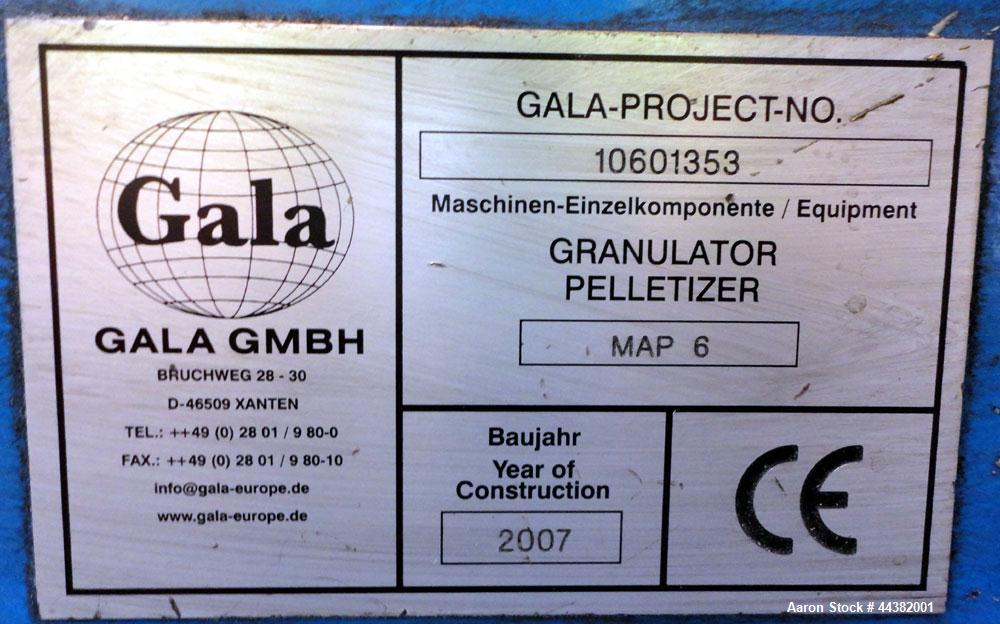 Gala
GALA GMBH
BRUCHWEG 28 - 30
D-46509 XANTEN
TEL.: ++49 (0) 28 01 / 9 80-0
FAX.: ++49 (0) 28 01 / 9 80-10
info@gala-europe.de
www.gala-europe.de
GALA-PROJECT-NO.
10601353
Maschinen-Einzelkomponente / Equipment
GRANULATOR
PELLETIZER
MAP 6
Baujahr
Year of
Construction
2007
CE
Aaron Stock # 44382001